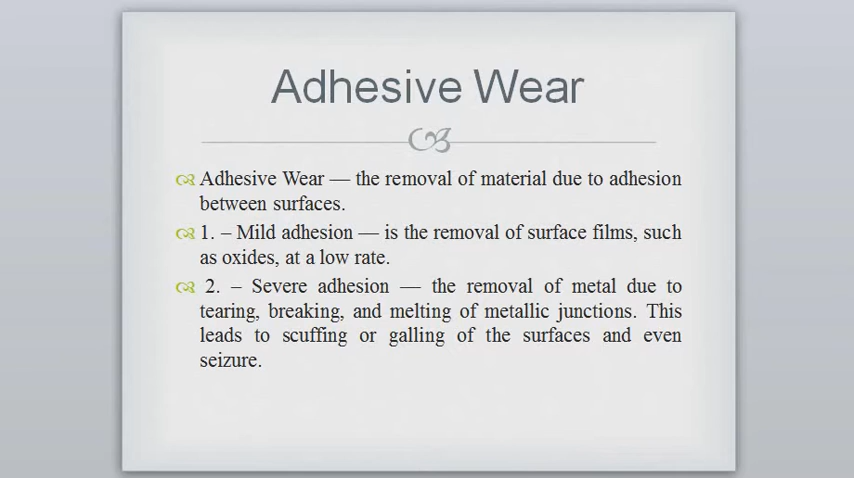 Adhesive Wear
Adhesive Wear — the removal of material due to adhesion
between surfaces.
1. – Mild adhesion — is the removal of surface films, such
as oxides, at a low rate.
2. – Severe adhesion — the removal of metal due to
tearing, breaking, and melting of metallic junctions. This
leads to scuffing or galling of the surfaces and even
seizure.